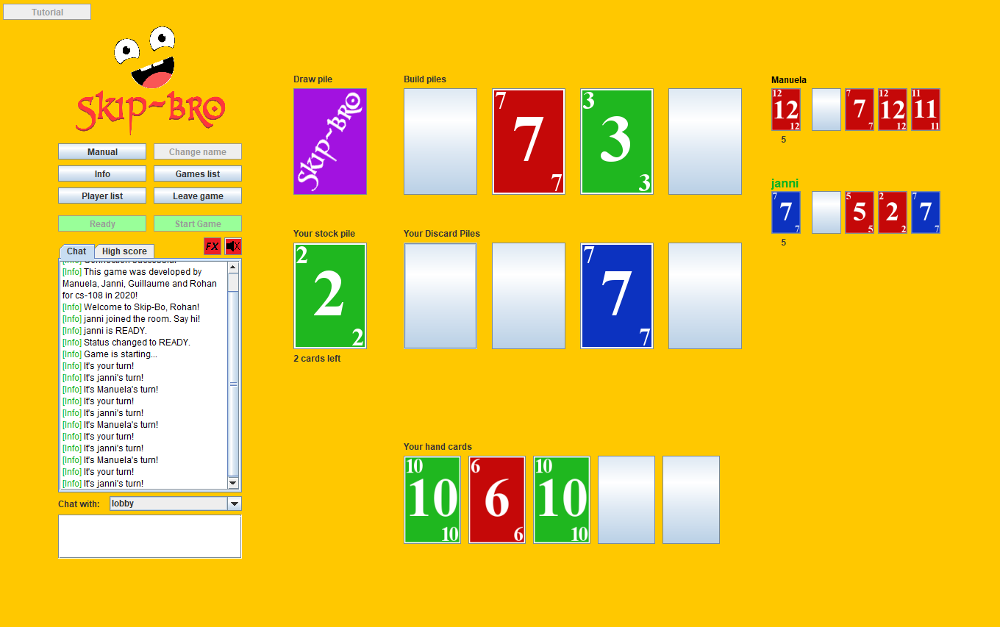 Tutorial
Skip~Bro
Manual
Change name
Info
Games list
Player list
Leave game
Ready
Start Game
Chat
High score
FX
[Info] Connection successful
[Info] This game was developed by
Manuela, Janni, Guillaume and Rohan
for cs-108 in 2020!
[Info] Welcome to Skip-Bo, Rohan!
[Info] janni joined the room. Say hi!
[Info] janni is READY.
[Info] Status changed to READY.
[Info] Game is starting...
[Info] It's your turn!
[Info] It's janni's turn!
[Info] It's Manuela's turn!
[Info] It's your turn!
[Info] It's janni's turn!
[Info] It's Manuela's turn!
[Info] It's your turn!
[Info] It's janni's turn!
[Info] It's Manuela's turn!
[Info] It's your turn!
[Info] It's janni's turn!
Chat with:
lobby
Draw pile
Skip~Bro
Build piles
7
7
7
3
3
3
Your stock pile
2
2
2
2 cards left
Your Discard Piles
7
7
7
Your hand cards
10
10
10
6
6
6
10
10
10
Manuela
12
12
12
7
7
7
12
12
12
11
11
11
5
janni
7
7
7
5
5
5
2
2
2
7
7
7
5